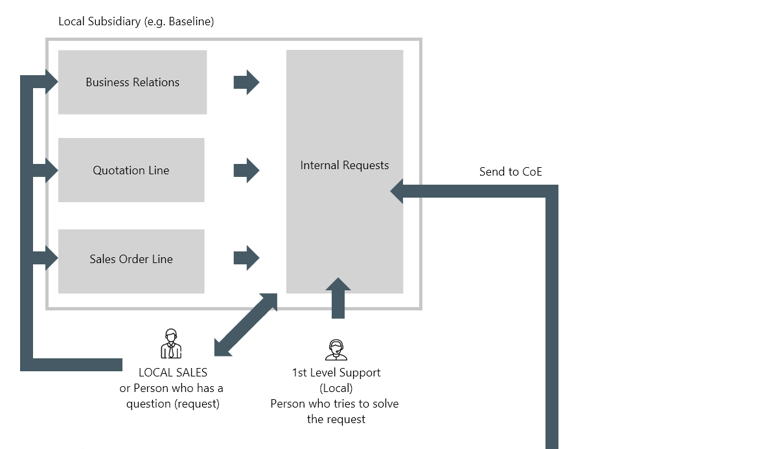 Local Subsidiary (e.g. Baseline)
Business Relations
Quotation Line
Sales Order Line
Internal Requests
Send to CoE
LOCAL SALES
or Person who has a
question (request)
1st Level Support
(Local)
Person who tries to solve
the request